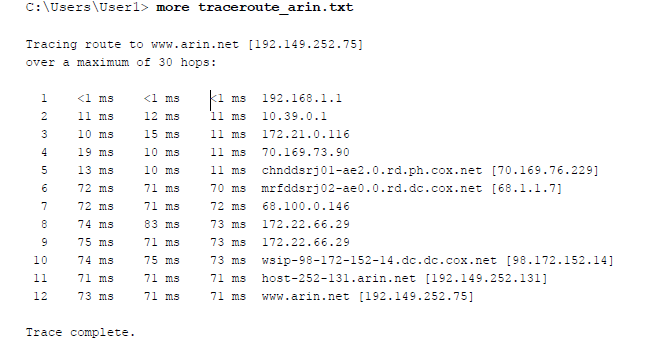 C:\Users\User1> more traceroute_arin.txt
Tracing route to www.arin.net [192.149.252.75]
over a maximum of 30 hops:
1 <1 ms <1 ms <1 ms 192.168.1.1
2 11 ms 12 ms 11 ms 10.39.0.1
3 10 ms 15 ms 11 ms 172.21.0.116
4 19 ms 10 ms 11 ms 70.169.73.90
5 13 ms 10 ms 11 ms chnddsrj01-ae2.0.rd.ph.cox.net [70.169.76.229]
6 72 ms 71 ms 70 ms mrfddsrj02-ae0.0.rd.dc.cox.net [68.1.1.7]
7 72 ms 71 ms 72 ms 68.100.0.146
8 74 ms 83 ms 73 ms 172.22.66.29
9 75 ms 71 ms 73 ms 172.22.66.29
10 74 ms 75 ms 73 ms wsip-98-172-152-14.dc.dc.cox.net [98.172.152.14]
11 71 ms 71 ms 71 ms host-252-131.arin.net [192.149.252.131]
12 73 ms 71 ms 71 ms www.arin.net [192.149.252.75]
Trace complete.